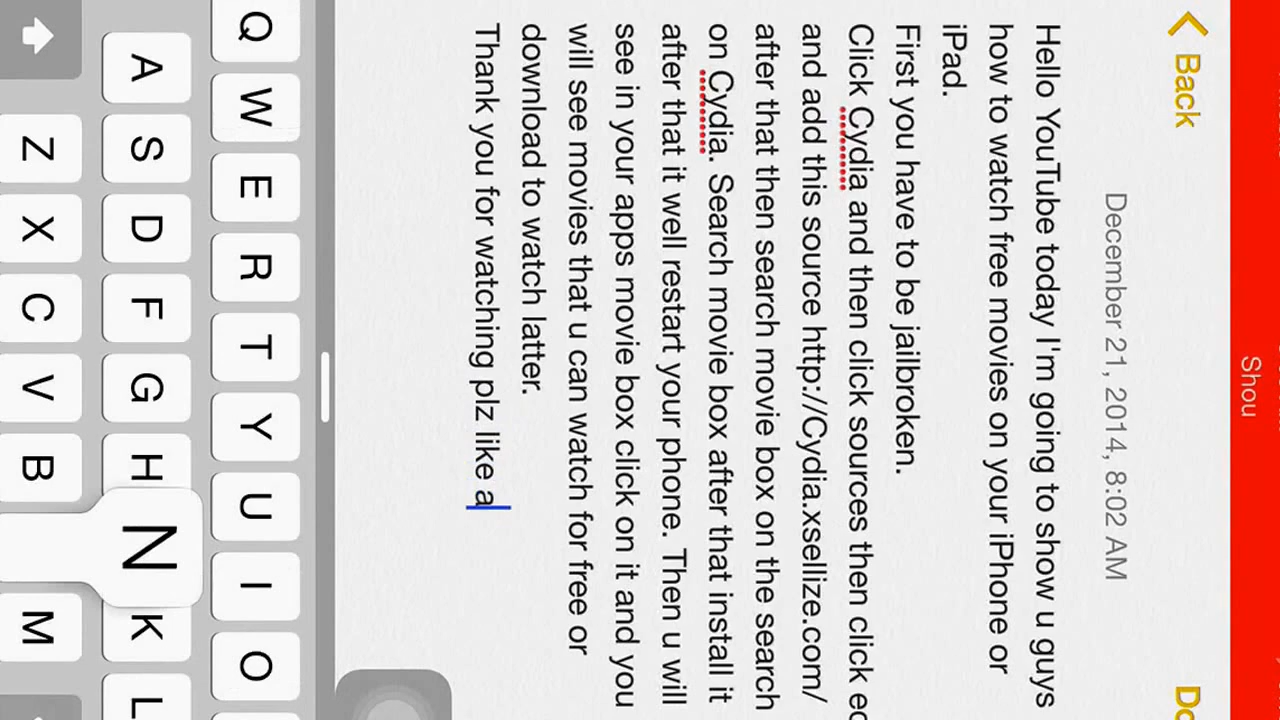 Shou
Back
Do
December 21, 2014, 8:02 AM
Hello YouTube today I'm going to show u guys
how to watch free movies on your iPhone or
iPad.
First you have to be jailbroken.
Click Cydia and then click sources then click ed
and add this source http://Cydia.xsellize.com/
after that then search movie box on the search
on Cydia. Search movie box after that install it
after that it well restart your phone. Then u will
see in your apps movie box click on it and you
will see movies that u can watch for free or
download to watch latter.
Thank you for watching plz like a
Q W E R T Y U I O
A S D F G H K L
Z X C V B N M